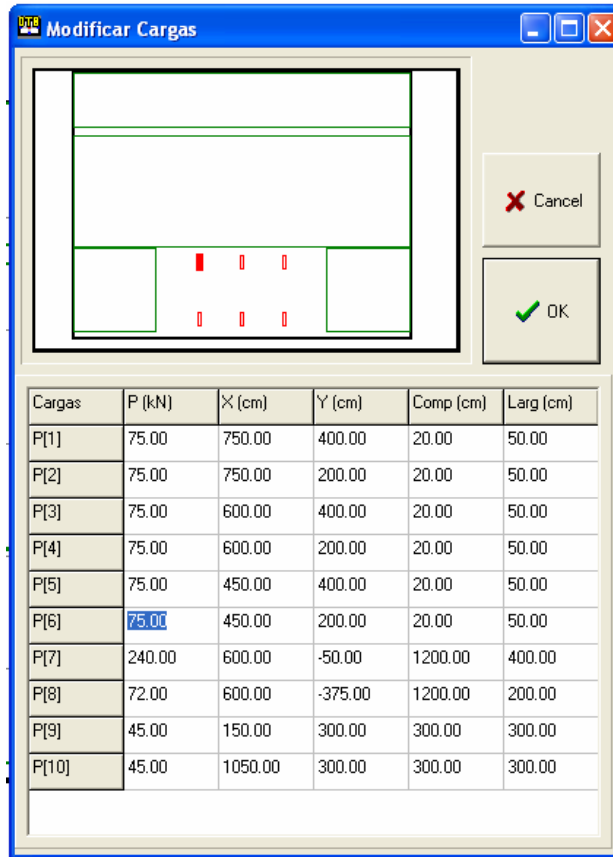 Modificar Cargas
Cancel
OK
Cargas P (kN) X (cm) Y (cm) Comp (cm) Larg (cm)
P[1] 75.00 750.00 400.00 20.00 50.00
P[2] 75.00 750.00 200.00 20.00 50.00
P[3] 75.00 600.00 400.00 20.00 50.00
P[4] 75.00 600.00 200.00 20.00 50.00
P[5] 75.00 450.00 400.00 20.00 50.00
P[6] 75.00 450.00 200.00 20.00 50.00
P[7] 240.00 600.00 -50.00 1200.00 400.00
P[8] 72.00 600.00 -375.00 1200.00 200.00
P[9] 45.00 150.00 300.00 300.00 300.00
P[10] 45.00 1050.00 300.00 300.00 300.00